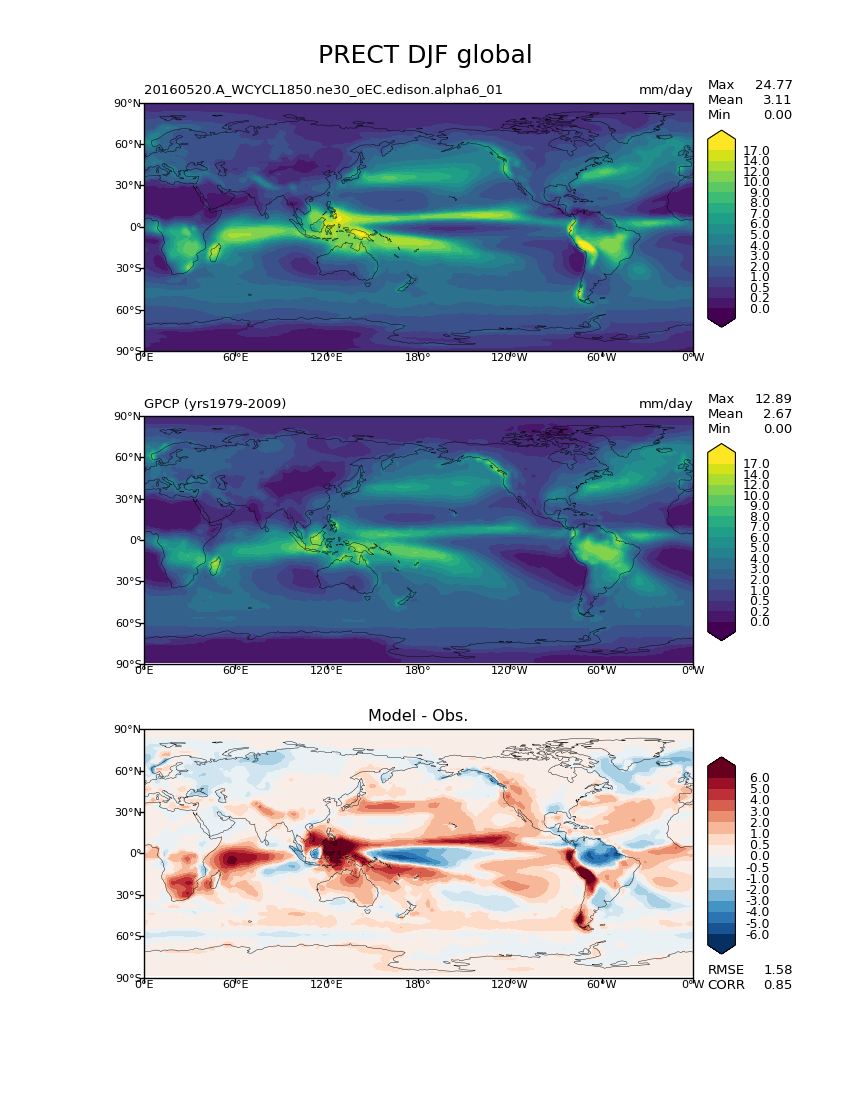 PRECT DJF global
20160520.A_WCYCL1850.ne30_oEC.edison.alpha6_01 mm/day
Max 24.77
Mean 3.11
Min 0.00
90°N
60°N
30°N
0°
30°S
60°S
90°S
0°E 60°E 120°E 180° 120°W 60°W 0°W
17.0
14.0
12.0
10.0
9.0
8.0
7.0
6.0
5.0
4.0
3.0
2.0
1.0
0.5
0.2
0.0
GPCP (yrs1979-2009) mm/day
Max 12.89
Mean 2.67
Min 0.00
90°N
60°N
30°N
0°
30°S
60°S
90°S
0°E 60°E 120°E 180° 120°W 60°W 0°W
17.0
14.0
12.0
10.0
9.0
8.0
7.0
6.0
5.0
4.0
3.0
2.0
1.0
0.5
0.2
0.0
Model - Obs.
90°N
60°N
30°N
0°
30°S
60°S
90°S
0°E 60°E 120°E 180° 120°W 60°W 0°W
6.0
5.0
4.0
3.0
2.0
1.0
0.5
0.0
-0.5
-1.0
-2.0
-3.0
-4.0
-5.0
-6.0
RMSE 1.58
CORR 0.85